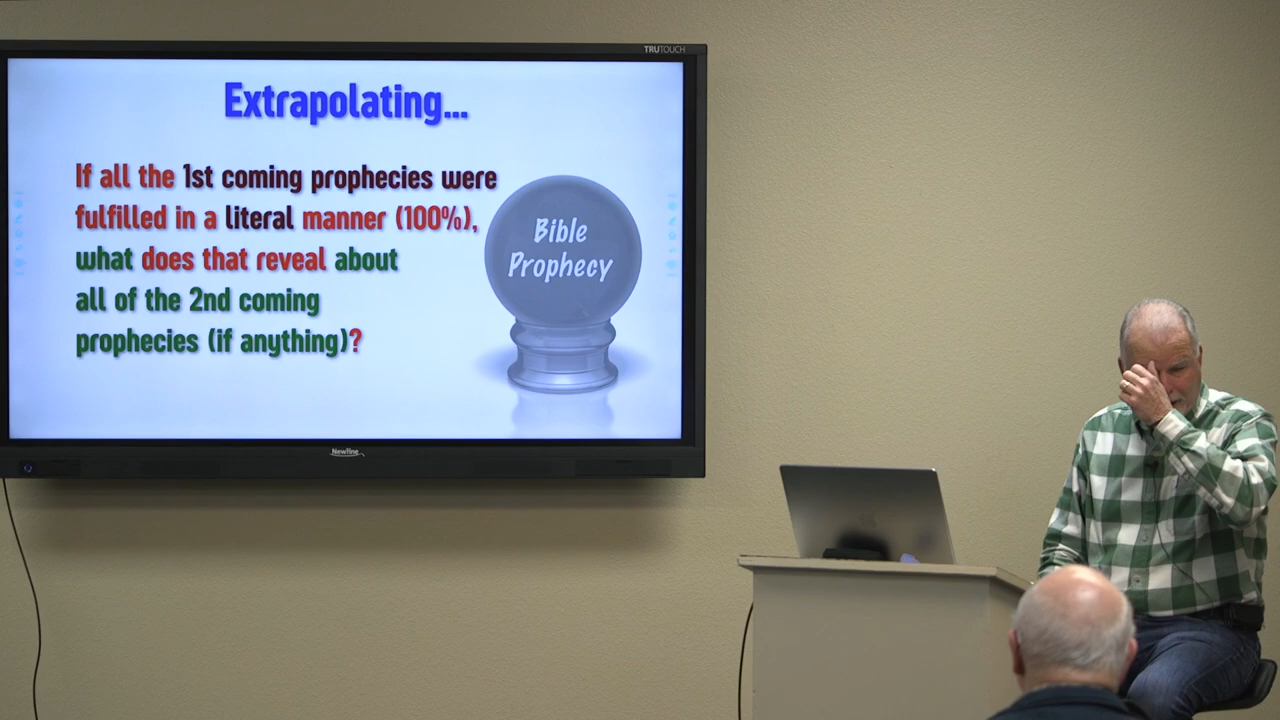 TRUTOUCH
Extrapolating...
If all the 1st coming prophecies were
fulfilled in a literal manner (100%),
what does that reveal about
all of the 2nd coming
prophecies (if anything)?
Bible
Prophecy
Newline